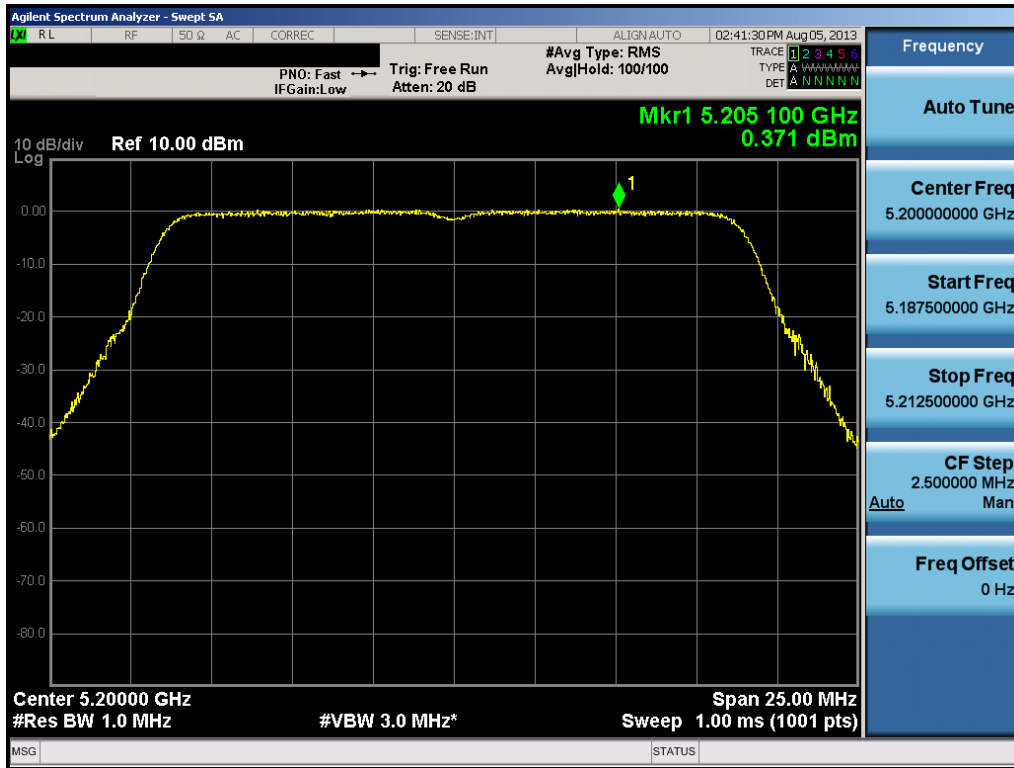 Agilent Spectrum Analyzer - Swept SA
LXI RL RF 50 Ω AC CORREC SENSE:INT ALIGN AUTO 02:41:30 PM Aug 05, 2013
PNO: Fast
IFGain:Low
Trig: Free Run
Atten: 20 dB
#Avg Type: RMS
Avg|Hold: 100/100
TRACE 1 2 3 4 5 6
TYPE A WWWWW
DET A N N N N N
Mkr1 5.205 100 GHz
0.371 dBm
10 dB/div Ref 10.00 dBm
Log
1
0.00
-10.0
-20.0
-30.0
-40.0
-50.0
-60.0
-70.0
-80.0
Center 5.20000 GHz Span 25.00 MHz
#Res BW 1.0 MHz #VBW 3.0 MHz* Sweep 1.00 ms (1001 pts)
MSG STATUS
Frequency
Auto Tune
Center Freq
5.200000000 GHz
Start Freq
5.187500000 GHz
Stop Freq
5.212500000 GHz
CF Step
2.500000 MHz
Auto Man
Freq Offset
0 Hz